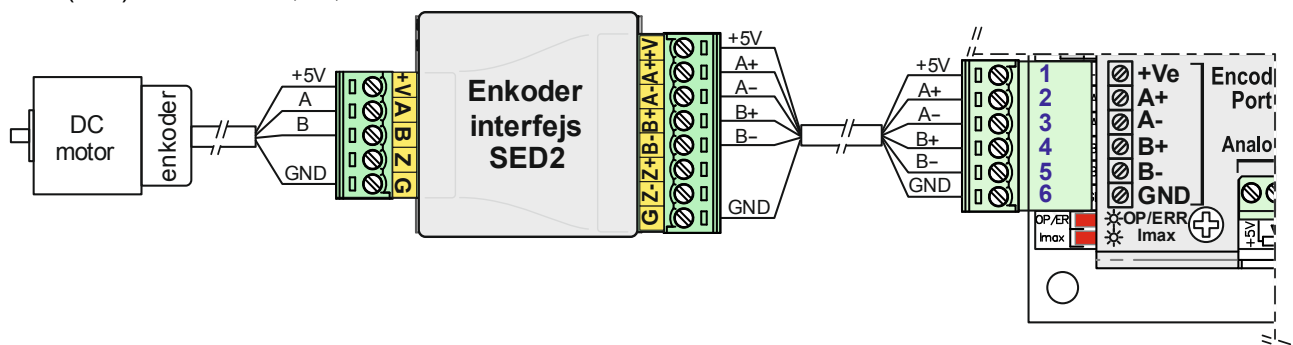 DC
motor
enkoder
+5V
A
B
GND
+V
A
B
Z
G
Enkoder
interfejs
SED2
+V
A+
A-
B+
B-
Z+
Z-
G
+5V
A+
A−
B+
B−
GND
+5V
A+
A−
B+
B−
GND
1
2
3
4
5
6
+Ve
A+
A-
B+
B-
GND
OP/ERR
Imax
OP/ER
Imax
Encod
Port
Analo
+5V